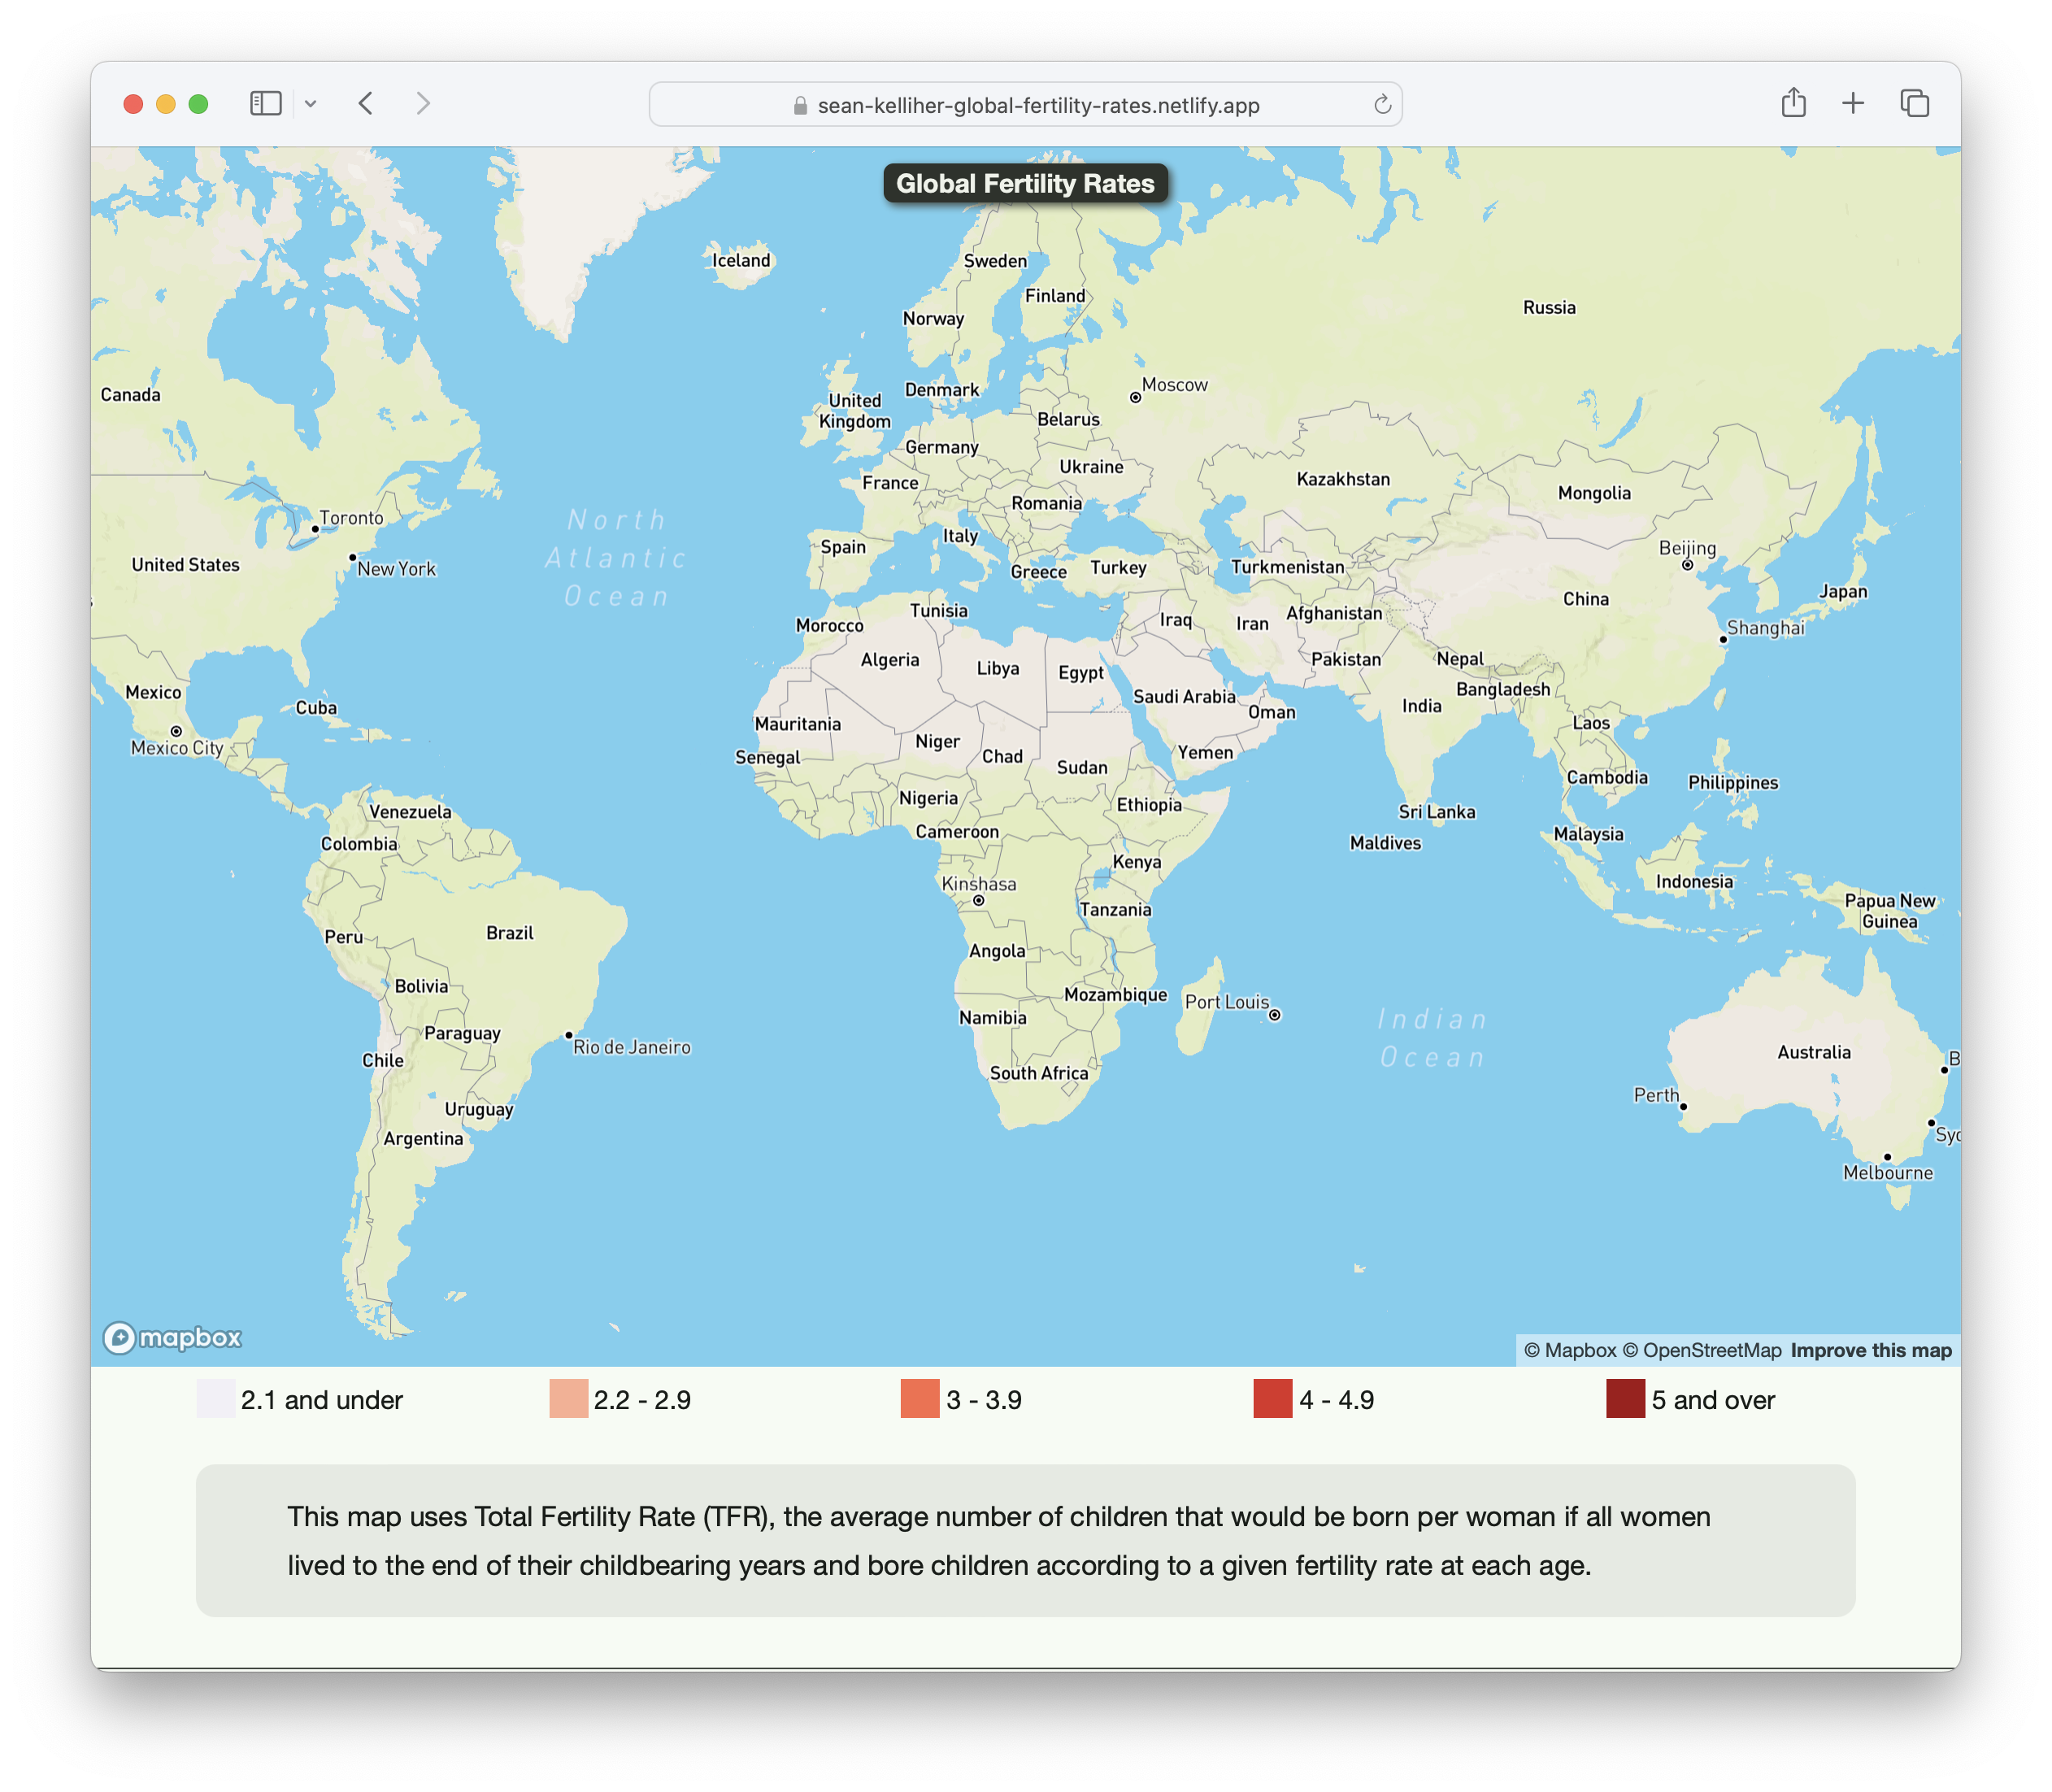 sean-kelliher-global-fertility-rates.netlify.app
Global Fertility Rates
Iceland
Sweden
Finland
Norway
Russia
Canada
Denmark
Moscow
United
Kingdom
Belarus
Germany
Ukraine
France
Kazakhstan
Mongolia
Romania
Toronto
North
Atlantic
Ocean
Italy
Spain
Beijing
United States
New York
Greece
Turkey
Turkmenistan
Japan
China
Tunisia
Afghanistan
Morocco
Iraq
Iran
Shanghai
Algeria
Libya
Egypt
Pakistan
Nepal
Mexico
Saudi Arabia
Bangladesh
Cuba
India
Oman
Mauritania
Laos
Mexico City
Niger
Chad
Yemen
Senegal
Sudan
Cambodia
Philippines
Nigeria
Ethiopia
Venezuela
Sri Lanka
Cameroon
Malaysia
Colombia
Maldives
Kenya
Kinshasa
Indonesia
Papua New
Guinea
Tanzania
Peru
Brazil
Angola
Bolivia
Mozambique
Port Louis
Namibia
Indian
Ocean
Paraguay
Rio de Janeiro
Chile
Australia
B
South Africa
Perth
Uruguay
Argentina
Syd
Melbourne
mapbox
© Mapbox © OpenStreetMap Improve this map
2.1 and under
2.2 - 2.9
3 - 3.9
4 - 4.9
5 and over
This map uses Total Fertility Rate (TFR), the average number of children that would be born per woman if all women
lived to the end of their childbearing years and bore children according to a given fertility rate at each age.